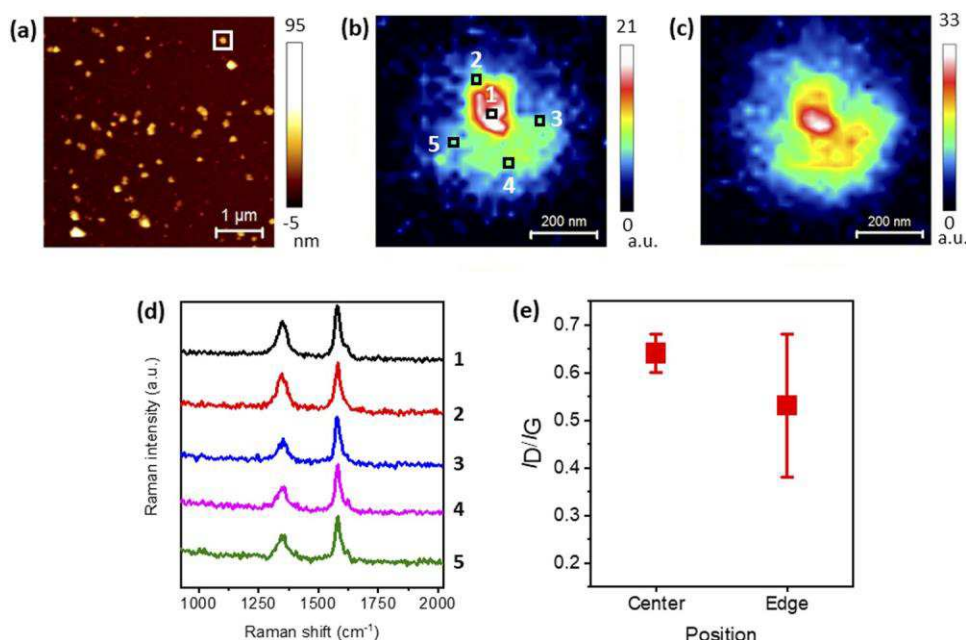 (a)
95
1 µm
-5
nm
(b)
2
1
3
5
4
200 nm
21
0
a.u.
(c)
200 nm
33
0
a.u.
(d)
Raman intensity (a.u.)
1
2
3
4
5
1000 1250 1500 1750 2000
Raman shift (cm⁻¹)
(e)
ID/IG
0.7
0.6
0.5
0.4
0.3
0.2
Center Edge
Position